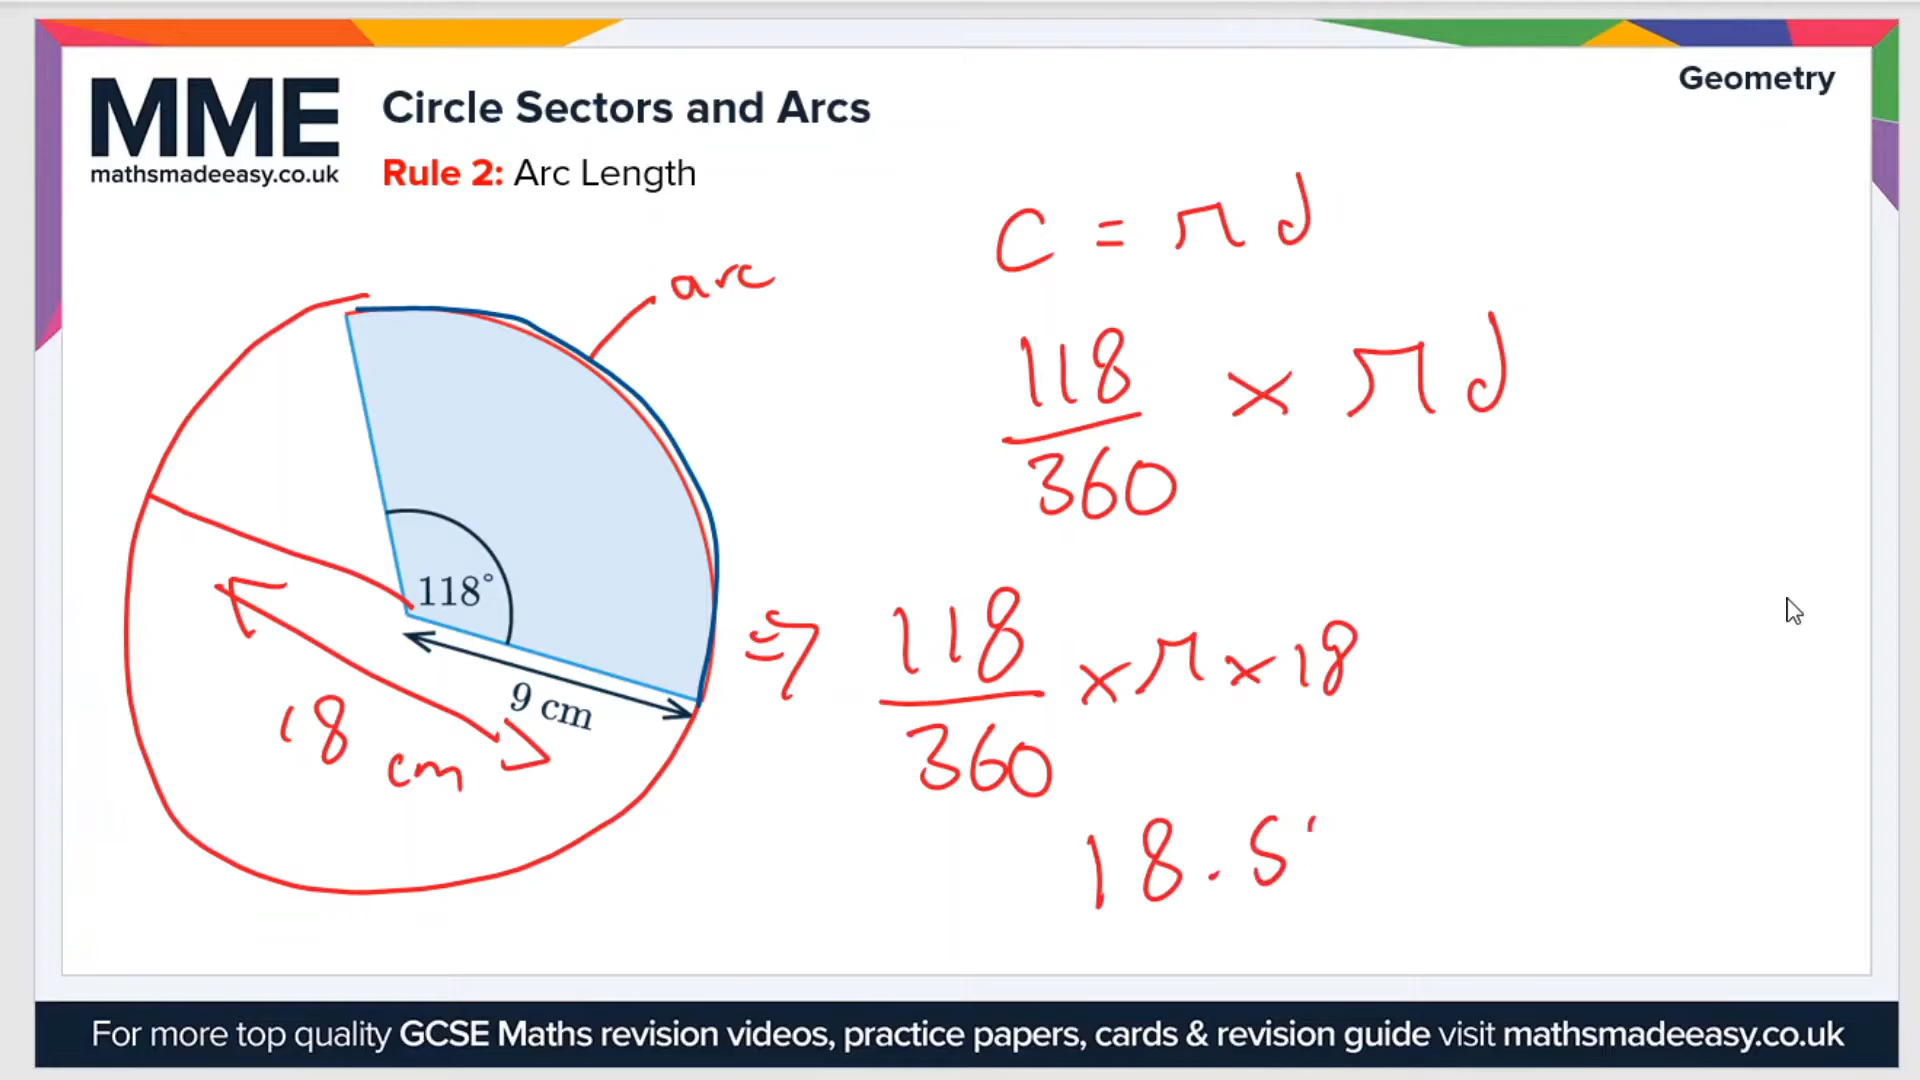 MME
mathsmadeeasy.co.uk
Circle Sectors and Arcs
Rule 2: Arc Length
Geometry
C = π d
arc
118
360
× π d
118°
9 cm
18 cm
⇒ 118
360
× π × 18
18.5
For more top quality GCSE Maths revision videos, practice papers, cards & revision guide visit mathsmadeeasy.co.uk